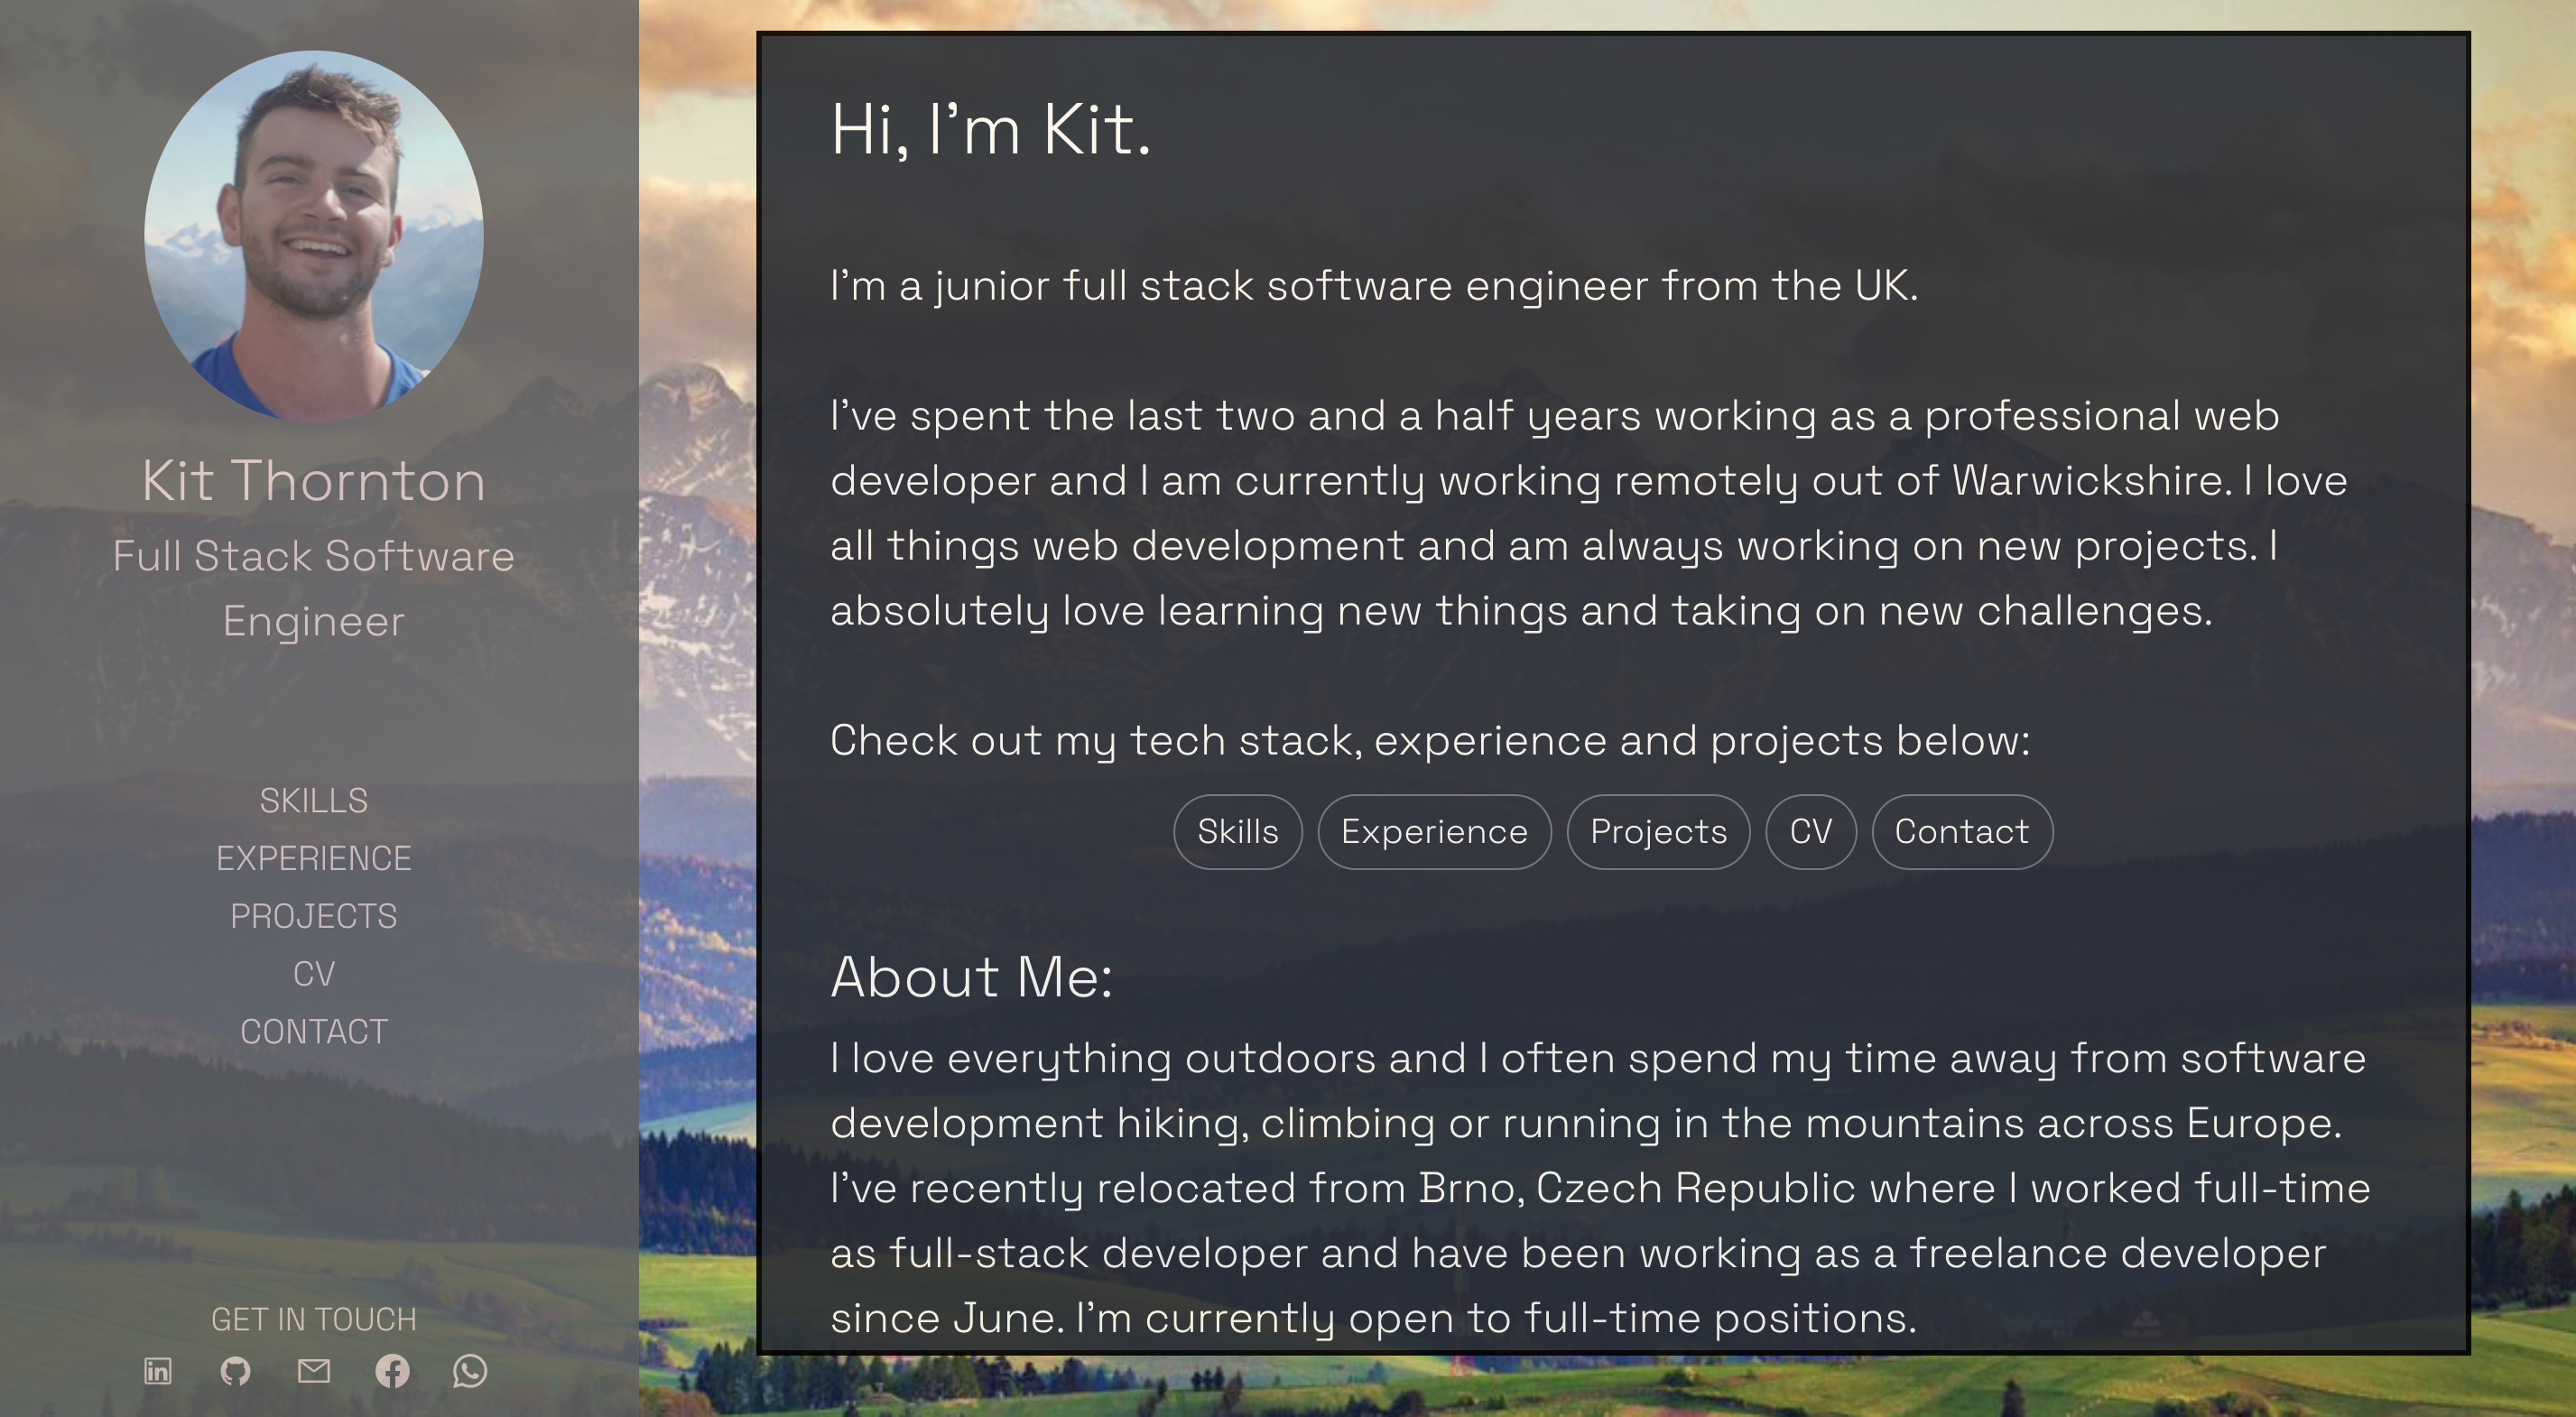 Kit Thornton
Full Stack Software
Engineer
SKILLS
EXPERIENCE
PROJECTS
CV
CONTACT
GET IN TOUCH
in
Hi, I'm Kit.
I'm a junior full stack software engineer from the UK.
I've spent the last two and a half years working as a professional web
developer and I am currently working remotely out of Warwickshire. I love
all things web development and am always working on new projects. I
absolutely love learning new things and taking on new challenges.
Check out my tech stack, experience and projects below:
Skills Experience Projects CV Contact
About Me:
I love everything outdoors and I often spend my time away from software
development hiking, climbing or running in the mountains across Europe.
I've recently relocated from Brno, Czech Republic where I worked full-time
as full-stack developer and have been working as a freelance developer
since June. I'm currently open to full-time positions.